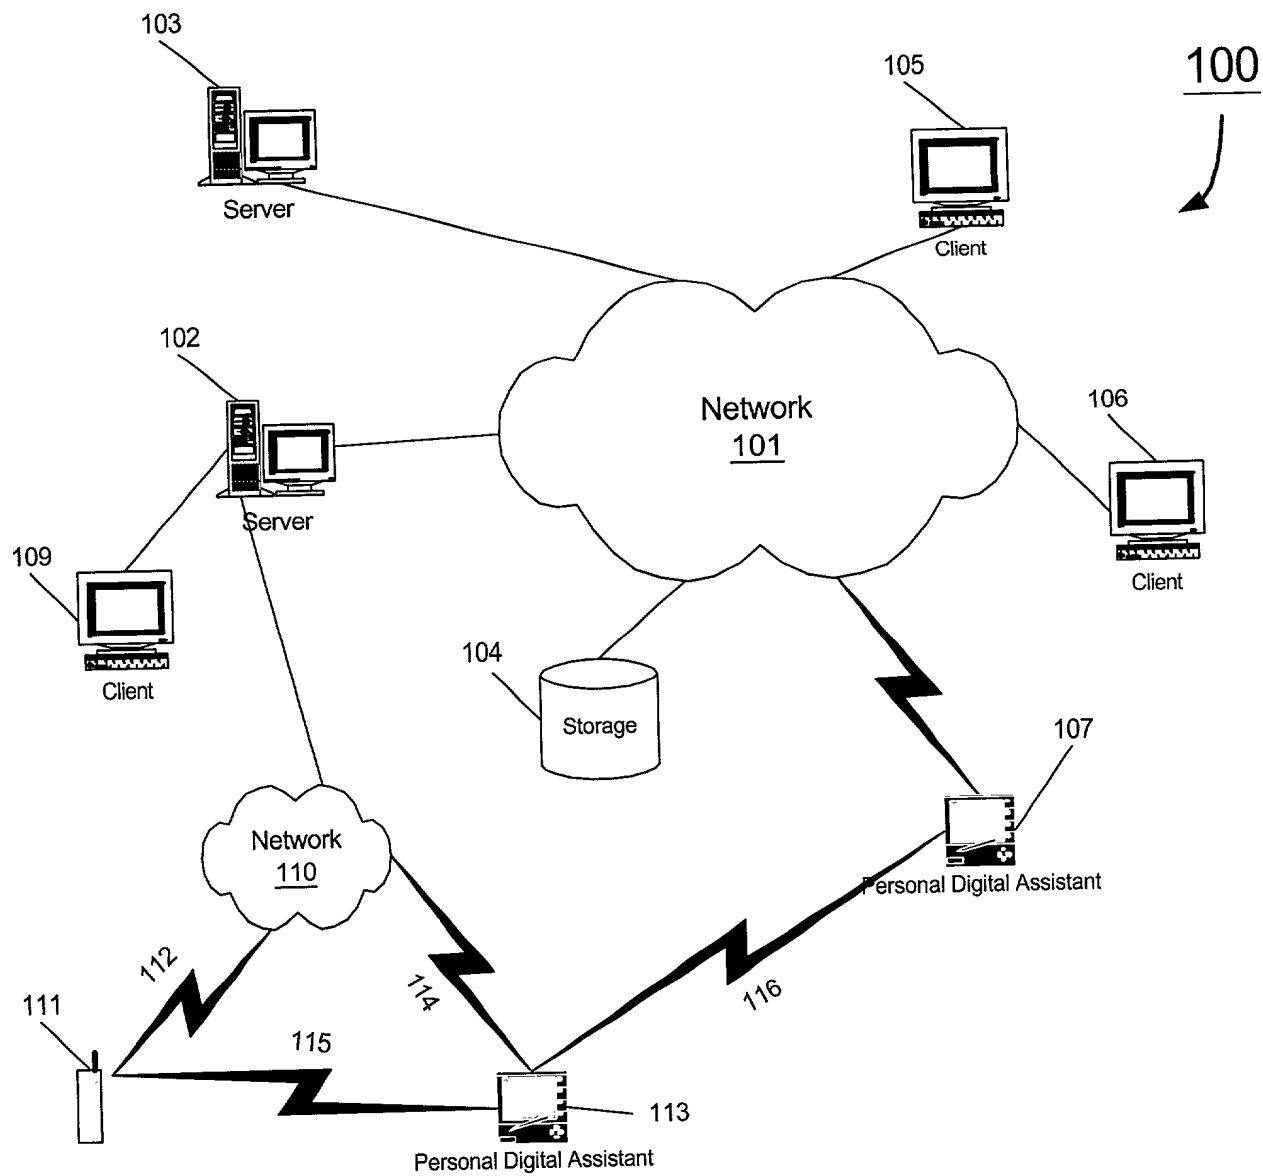 103
105
100
Server
Client
102
Network
101
106
Server
109
Client
Client
104
Storage
107
Network
110
Personal Digital Assistant
112
114
116
111
115
113
Personal Digital Assistant